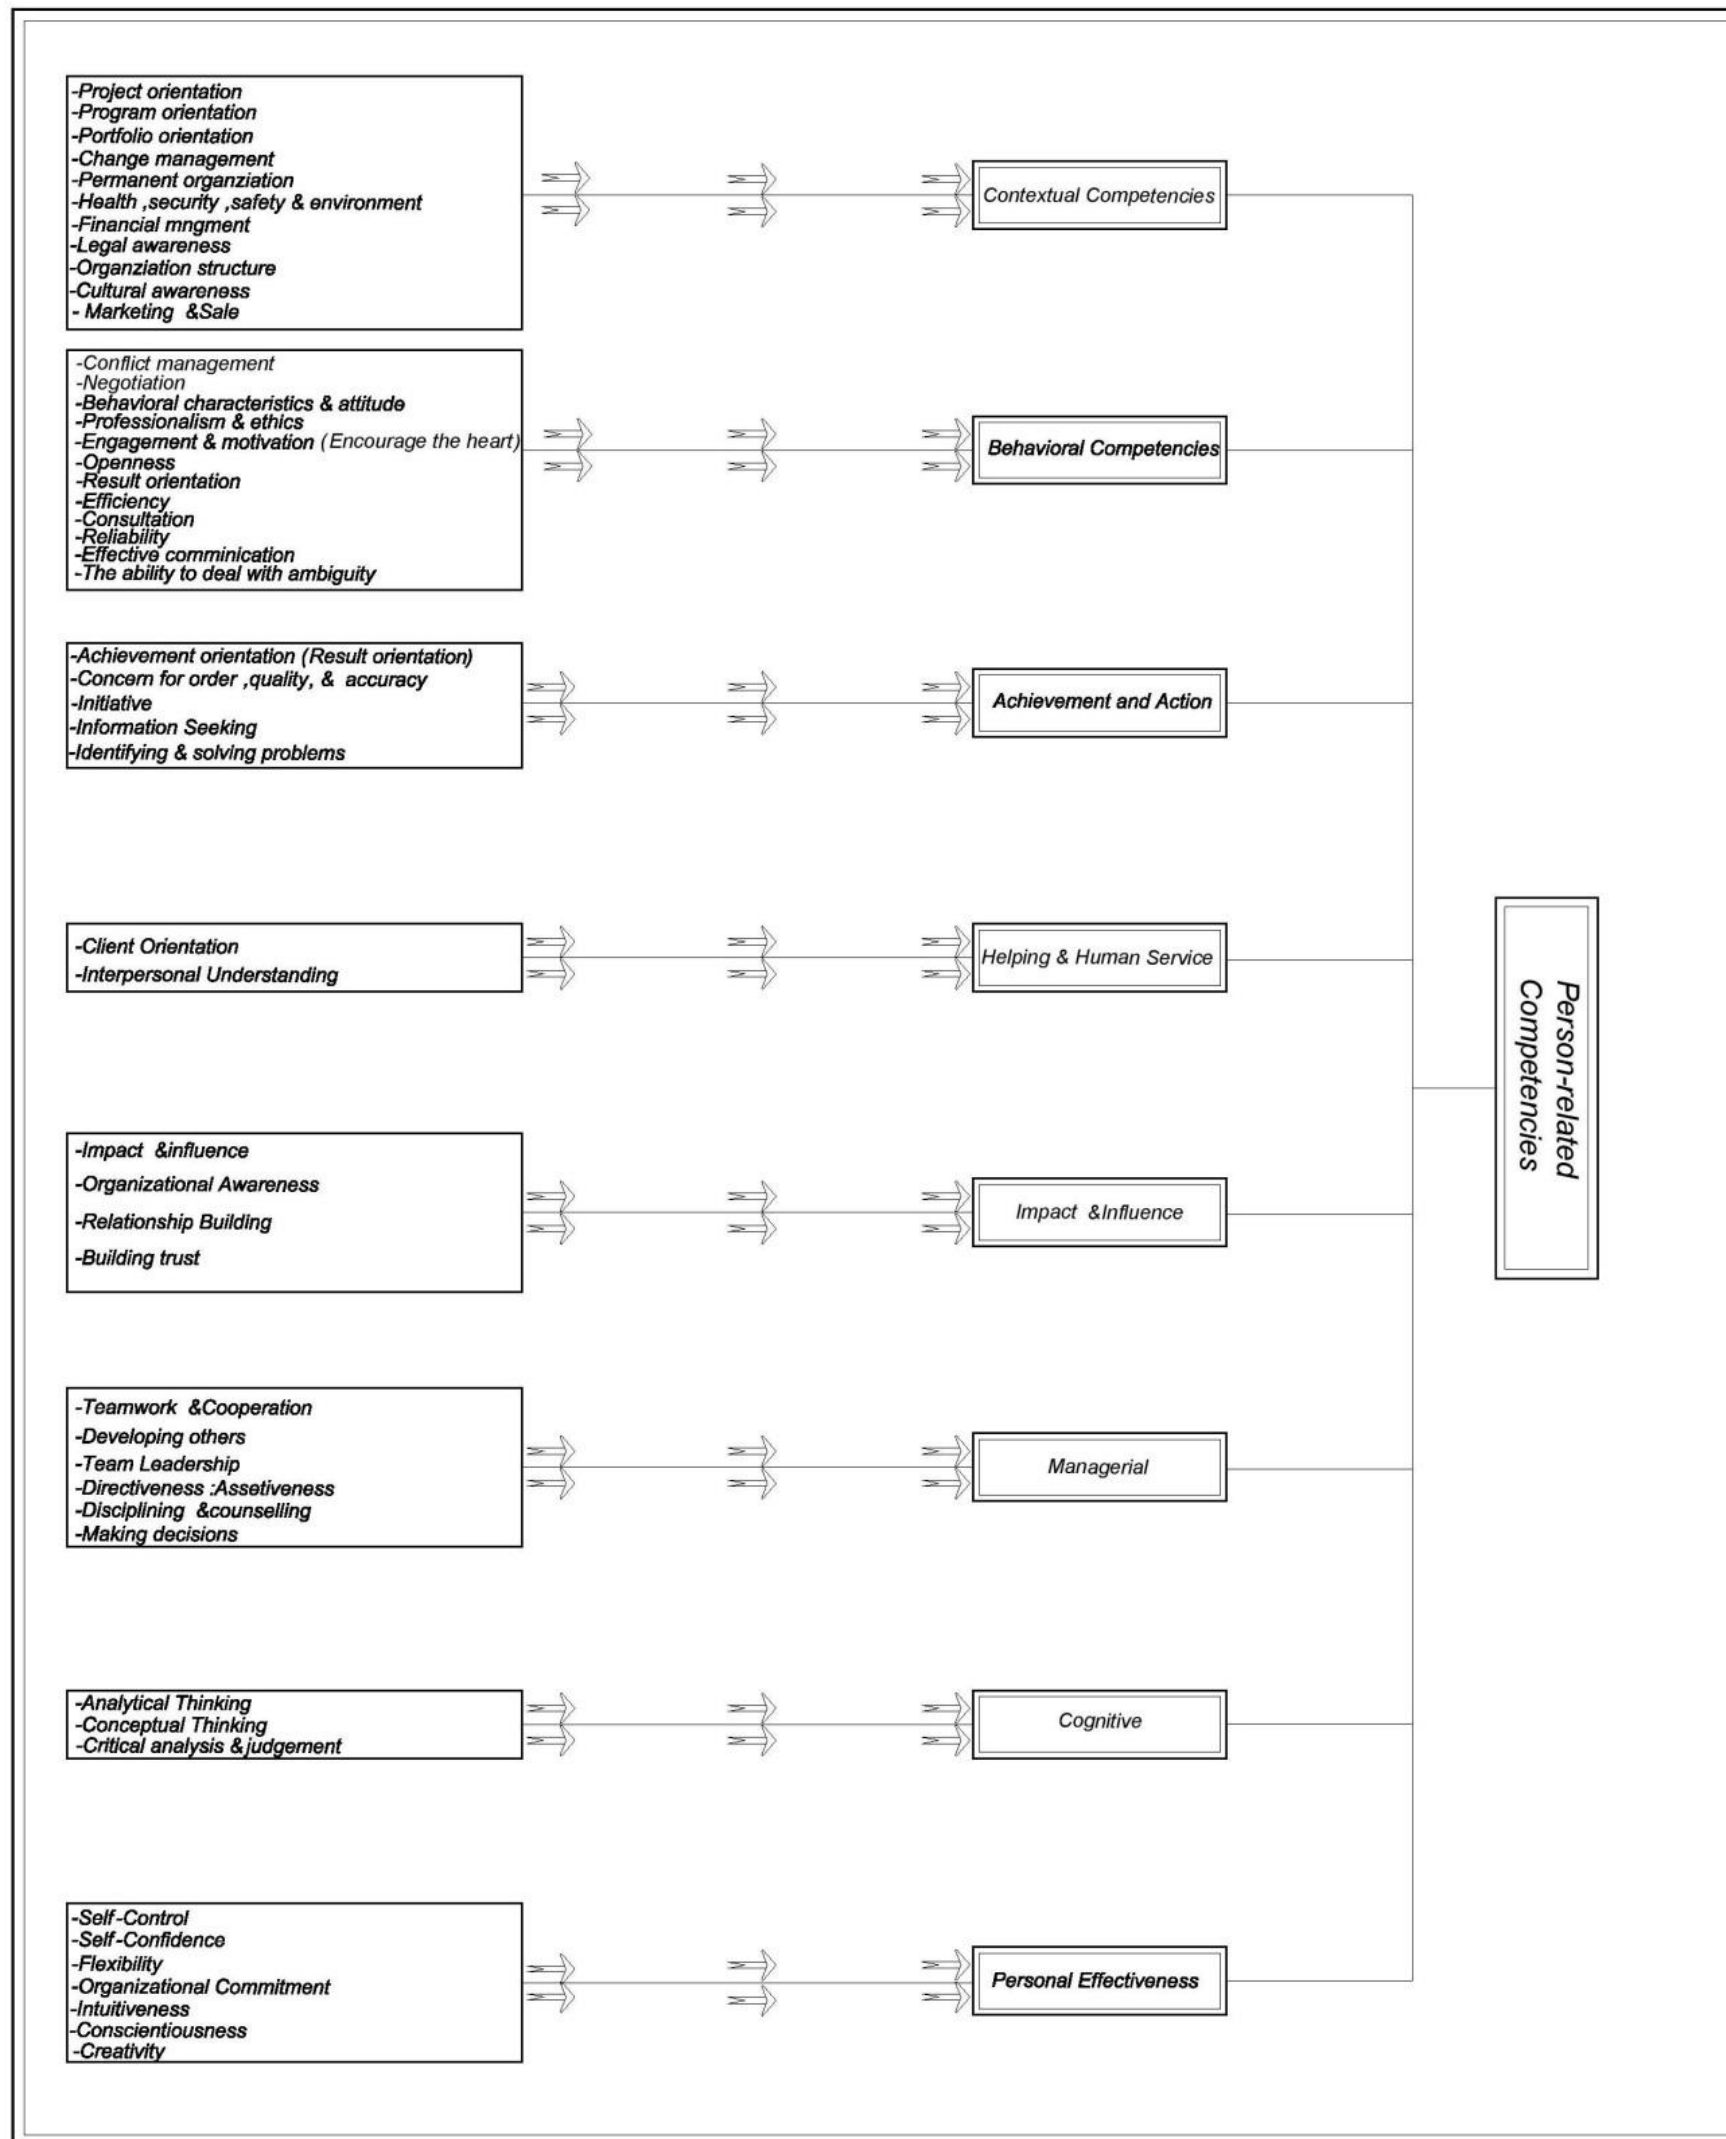 -Project orientation
-Program orientation
-Portfolio orientation
-Change management
-Permanent organziation
-Health ,security ,safety & environment
-Financial mngment
-Legal awareness
-Organziation structure
-Cultural awareness
- Marketing &Sale
Contextual Competencies
-Conflict management
-Negotiation
-Behavioral characteristics & attitude
-Professionalism & ethics
-Engagement & motivation (Encourage the heart)
-Openness
-Result orientation
-Efficiency
-Consultation
-Reliability
-Effective comminication
-The ability to deal with ambiguity
Behavioral Competencies
-Achievement orientation (Result orientation)
-Concern for order ,quality, & accuracy
-Initiative
-Information Seeking
-Identifying & solving problems
Achievement and Action
-Client Orientation
-Interpersonal Understanding
Helping & Human Service
-Impact &influence
-Organizational Awareness
-Relationship Building
-Building trust
Impact &Influence
-Teamwork &Cooperation
-Developing others
-Team Leadership
-Directiveness :Assetiveness
-Disciplining &counselling
-Making decisions
Managerial
-Analytical Thinking
-Conceptual Thinking
-Critical analysis &judgement
Cognitive
-Self-Control
-Self-Confidence
-Flexibility
-Organizational Commitment
-Intuitiveness
-Conscientiousness
-Creativity
Personal Effectiveness
Person-related
Competencies